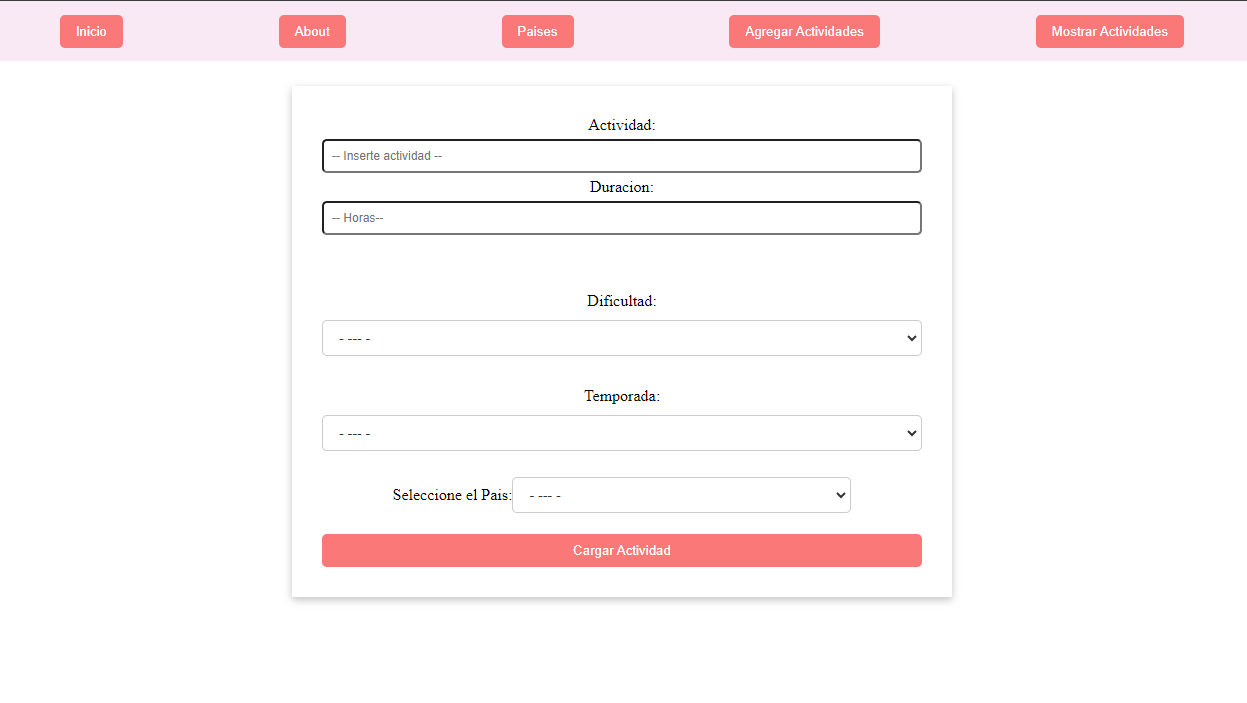 Inicio About Paises Agregar Actividades Mostrar Actividades
Actividad:
-- Inserte actividad --
Duracion:
-- Horas--
Dificultad:
- --- -
Temporada:
- --- -
Seleccione el Pais: - --- -
Cargar Actividad